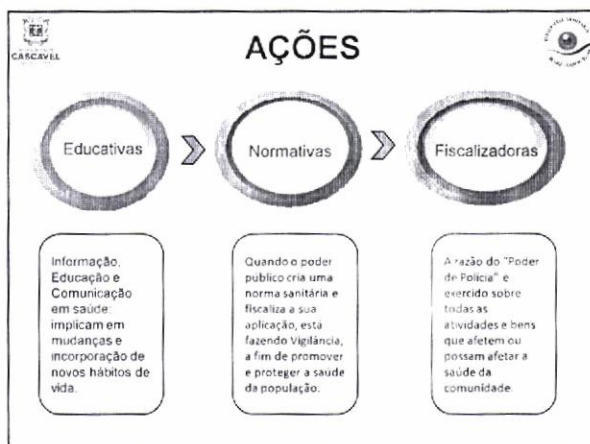 CASCAVEL
AÇÕES
Educativas
Normativas
Fiscalizadoras
Informação,
Educação e
Comunicação
em saúde:
implicam em
mudanças e
incorporação de
novos hábitos de
vida.
Quando o poder
público cria uma
norma sanitária e
fiscaliza a sua
aplicação, está
fazendo Vigilância,
a fim de promover
e proteger a saúde
da população.
A razão do "Poder
de Polícia" e
exercido sobre
todas as
atividades e bens
que afetem ou
possam afetar a
saúde da
comunidade.